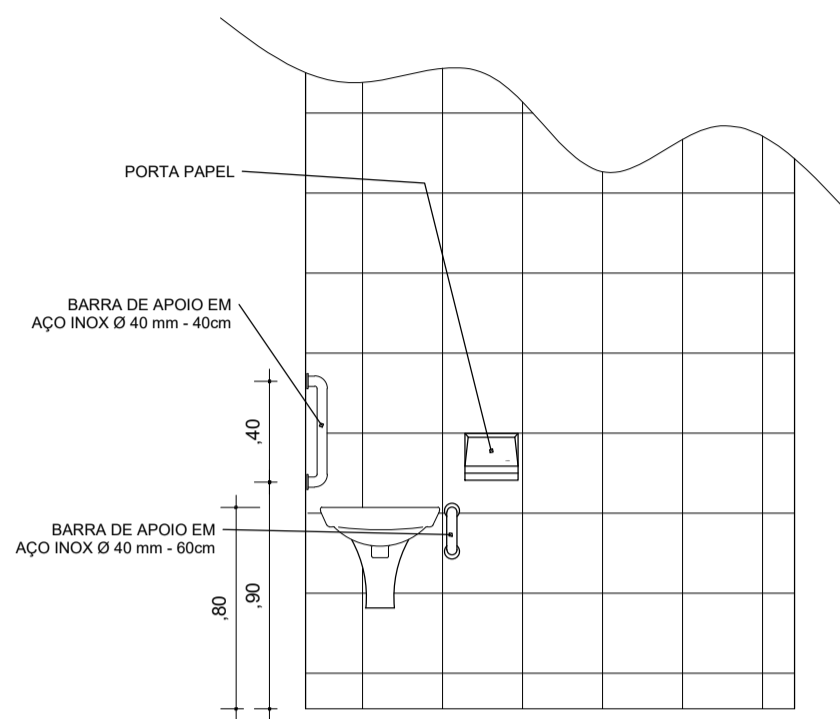 PORTA PAPEL
BARRA DE APOIO EM
AÇO INOX Ø 40 mm - 40cm
,40
BARRA DE APOIO EM
AÇO INOX Ø 40 mm - 60cm
,80
,90